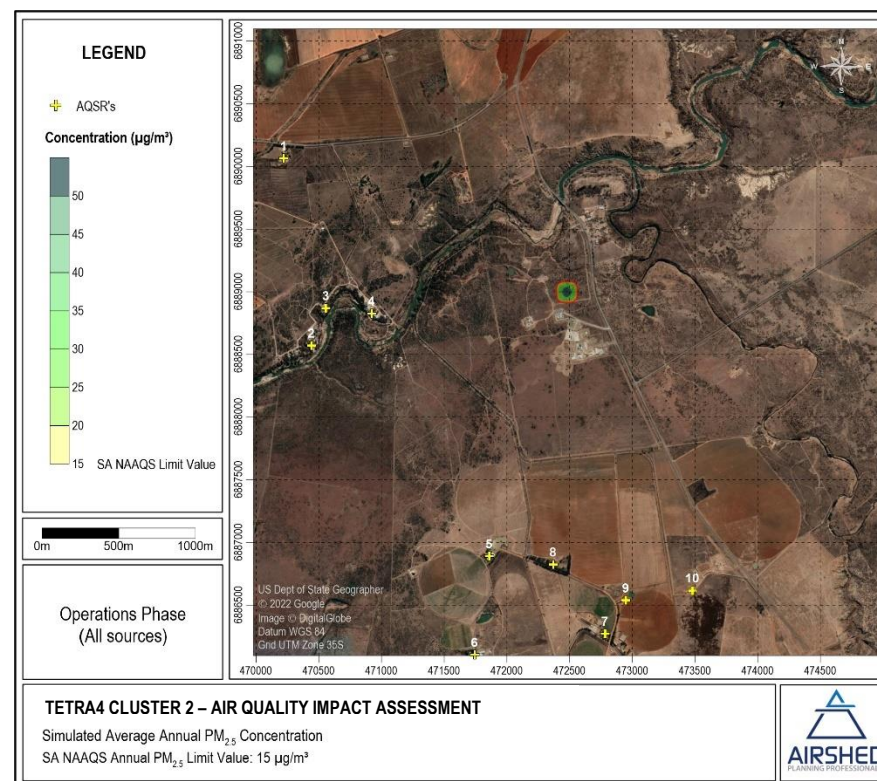 LEGEND
AQSR's
Concentration (µg/m³)
50
45
40
35
30
25
20
15 SA NAAQS Limit Value
0m 500m 1000m
Operations Phase
(All sources)
6891000
6890500
6890000
6889500
6889000
6888500
6888000
6887500
6887000
6886500
N
W E
S
1
3
4
2
5
8
10
9
7
6
US Dept of State Geographer
© 2022 Google
Image © DigitalGlobe
Datum WGS 84
Grid UTM Zone 35S
470000 470500 471000 471500 472000 472500 473000 473500 474000 474500
TETRA4 CLUSTER 2 – AIR QUALITY IMPACT ASSESSMENT
Simulated Average Annual PM2.5 Concentration
SA NAAQS Annual PM2.5 Limit Value: 15 µg/m³
AIRSHED
PLANNING PROFESSIONAL